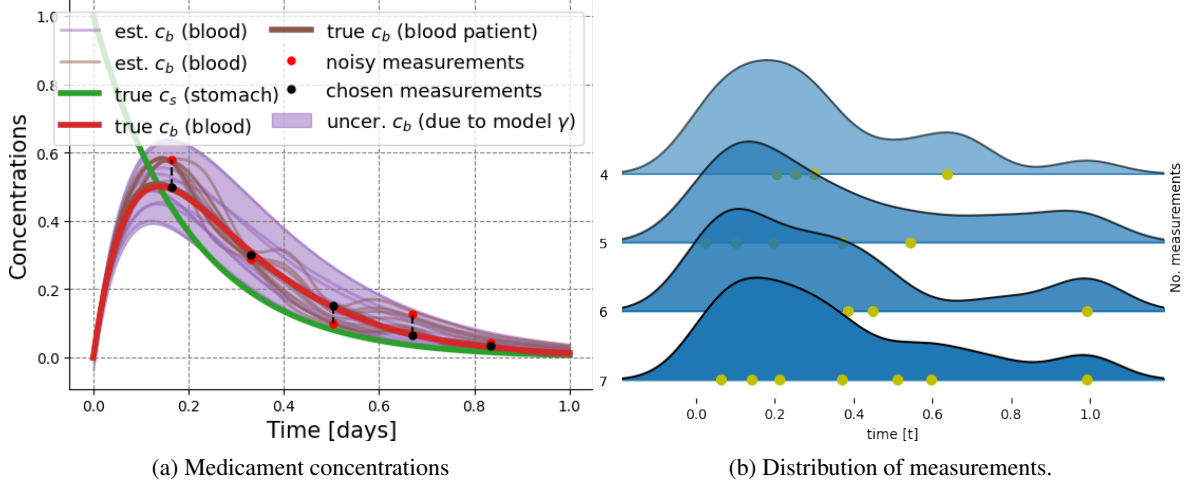 est. c_b (blood)
est. c_b (blood)
true c_s (stomach)
true c_b (blood)
true c_b (blood patient)
noisy measurements
chosen measurements
uncer. c_b (due to model γ)
Concentrations
1.0
0.8
0.6
0.4
0.2
0.0
0.0 0.2 0.4 0.6 0.8 1.0
Time [days]
(a) Medicament concentrations
4
5
6
7
No. measurements
0.0 0.2 0.4 0.6 0.8 1.0
time [t]
(b) Distribution of measurements.